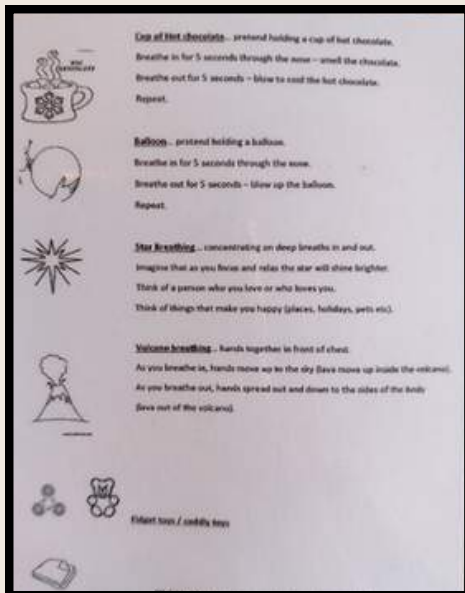 HOT
CHOCOLATE
Cup of Hot chocolate... pretend holding a cup of hot chocolate.
Breathe in for 5 seconds through the nose – smell the chocolate.
Breathe out for 5 seconds – blow to cool the hot chocolate.
Repeat.
Balloon... pretend holding a balloon.
Breathe in for 5 seconds through the nose.
Breathe out for 5 seconds – blow up the balloon.
Repeat.
Star Breathing... concentrating on deep breaths in and out.
Imagine that as you focus and relax the star will shine brighter.
Think of a person who you love or who loves you.
Think of things that make you happy (places, holidays, pets etc).
Volcano breathing... hands together in front of chest.
As you breathe in, hands move up to the sky (lava move up inside the volcano).
As you breathe out, hands spread out and down to the sides of the body
(lava out of the volcano).
Fidget toys / cuddly toys